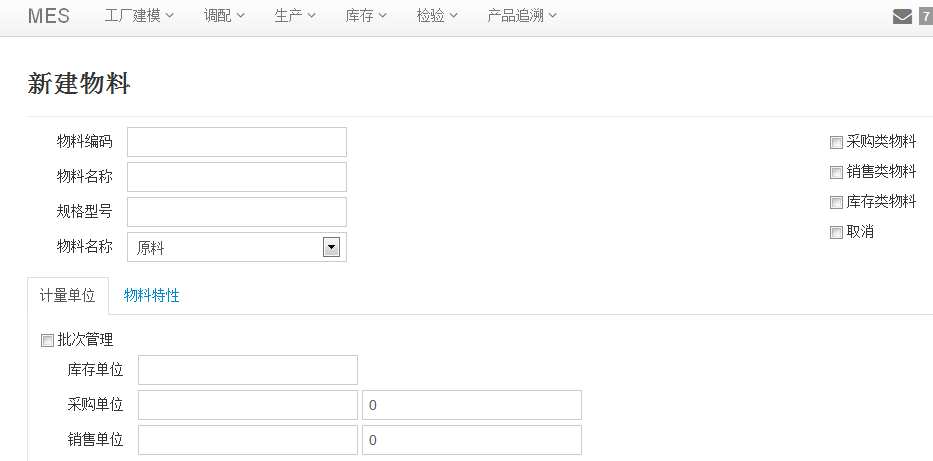 MES 工厂建模 调配 生产 库存 检验 产品追溯 7
新建物料
物料编码 采购类物料
物料名称 销售类物料
规格型号 库存类物料
物料名称 原料 取消
计量单位 物料特性
批次管理
库存单位
采购单位 0
销售单位 0